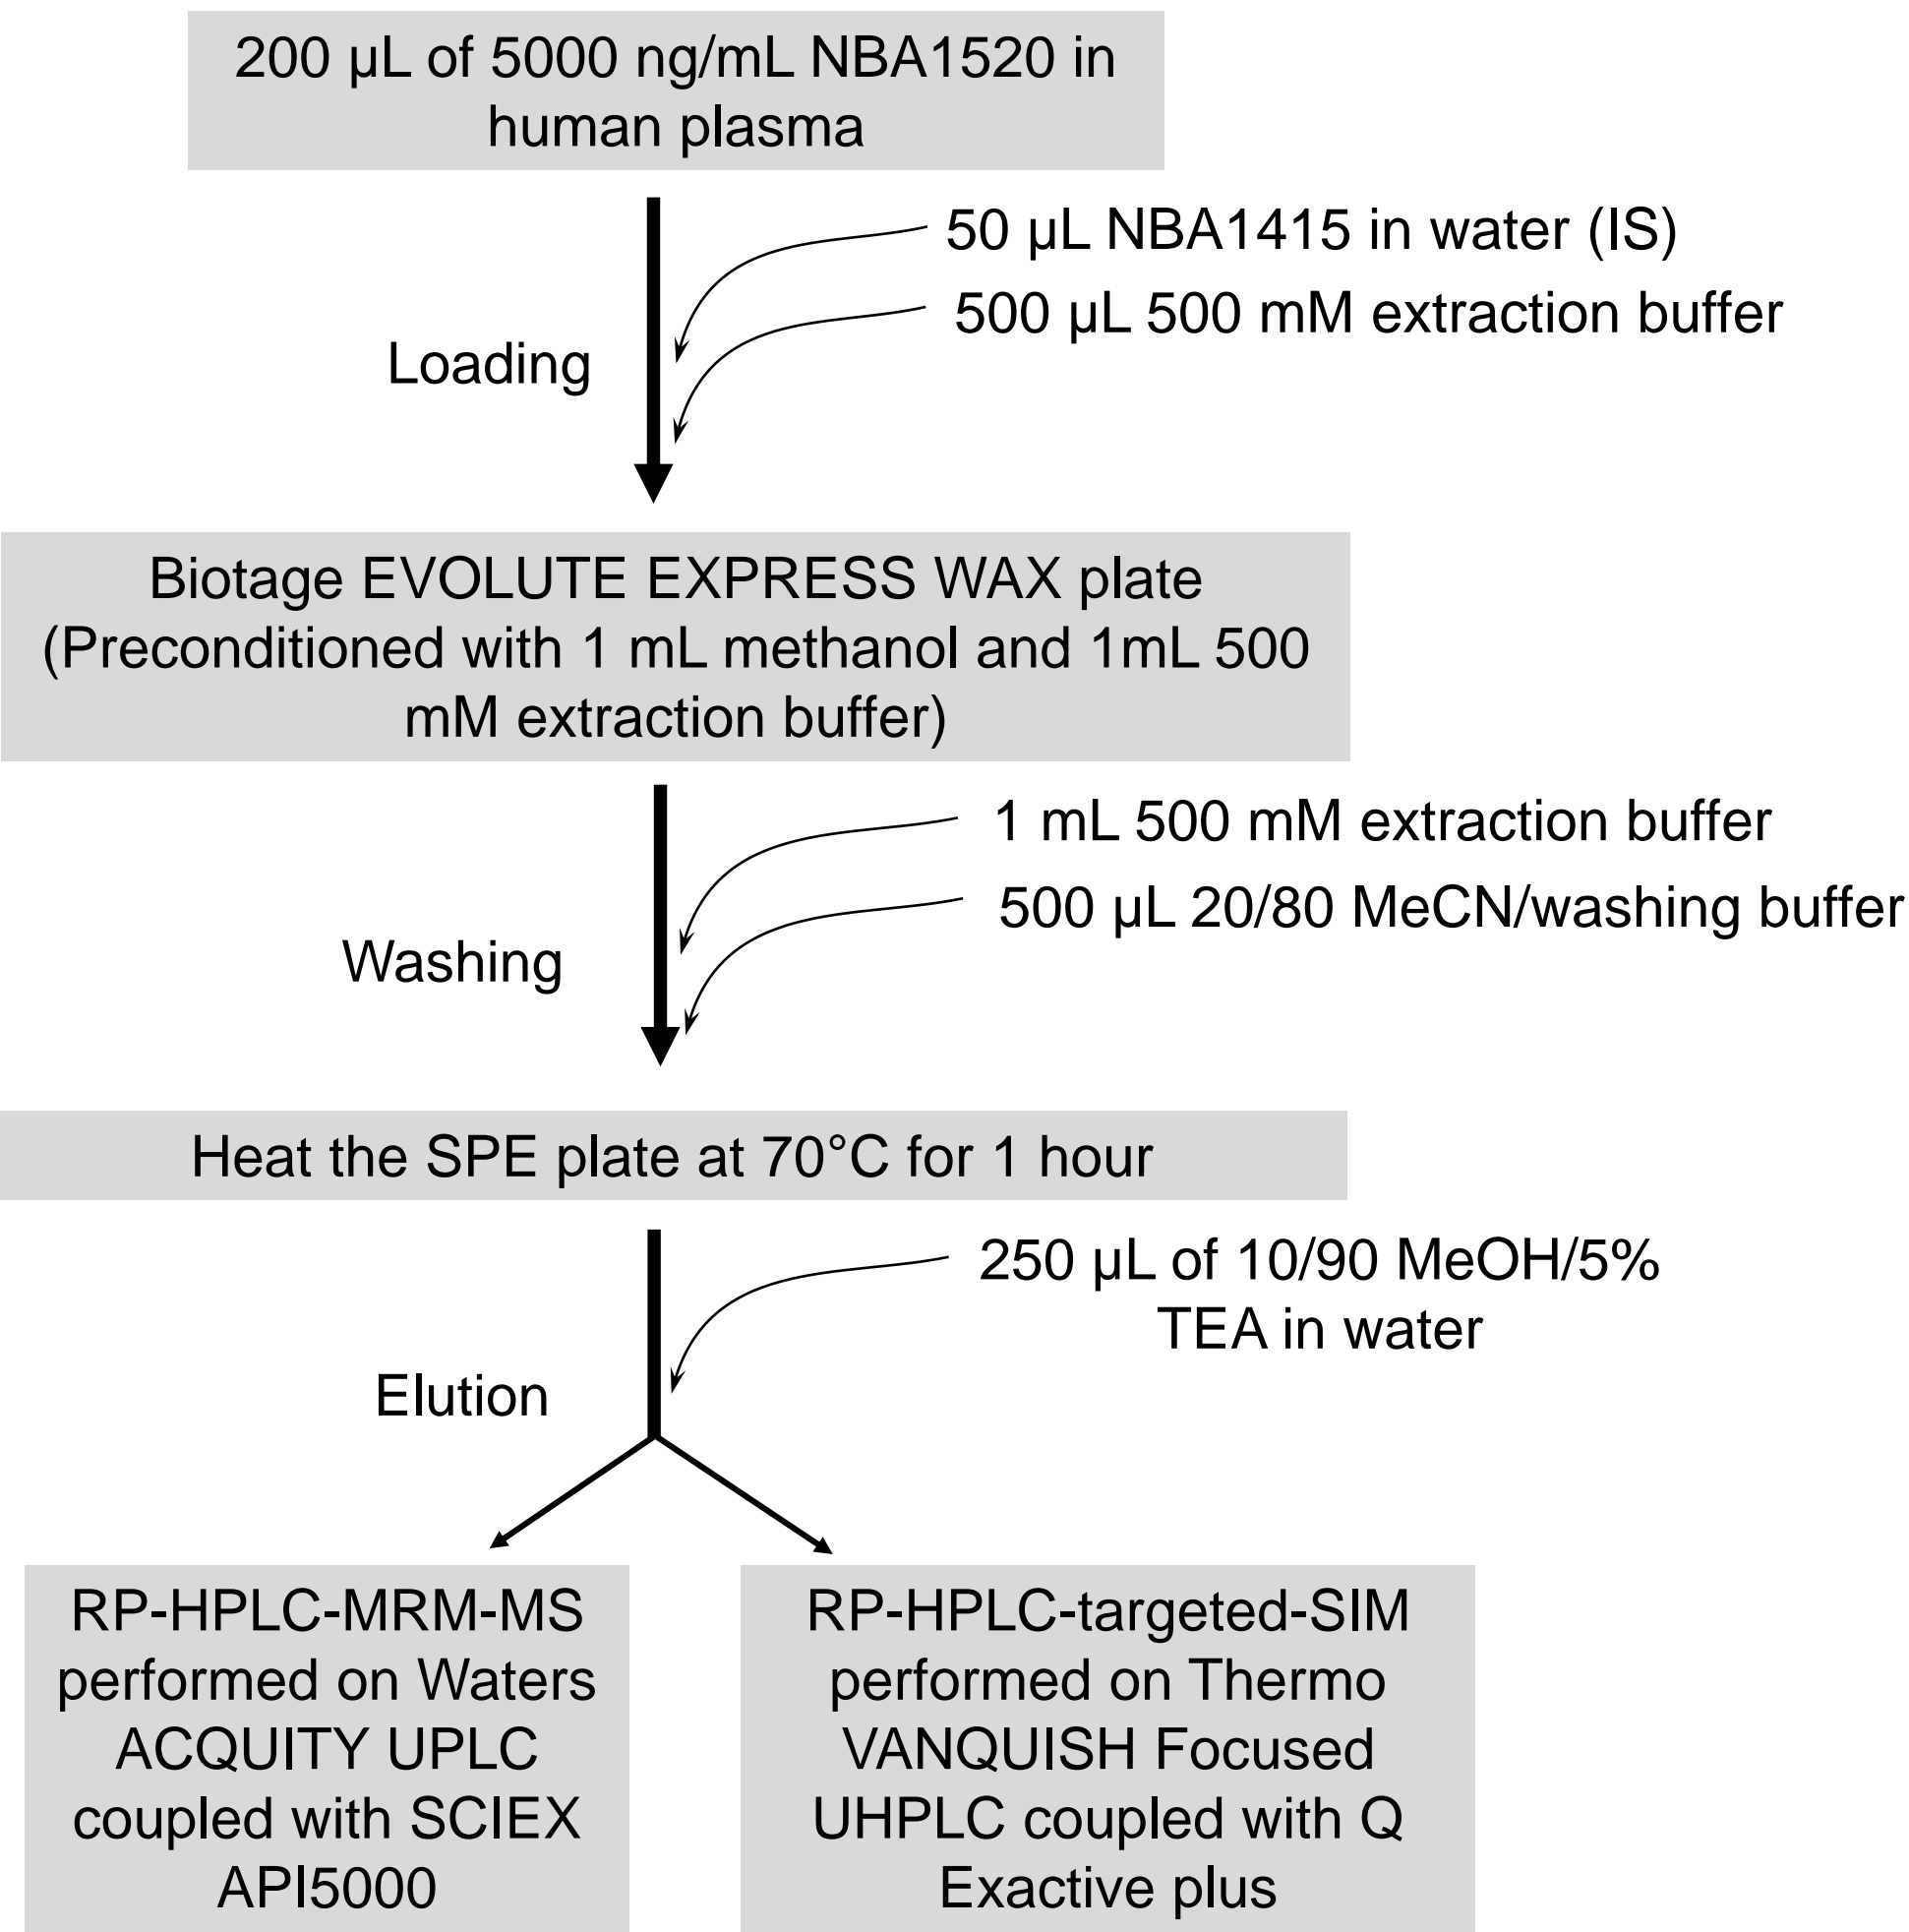 200 µL of 5000 ng/mL NBA1520 in
human plasma
50 µL NBA1415 in water (IS)
500 µL 500 mM extraction buffer
Loading
Biotage EVOLUTE EXPRESS WAX plate
(Preconditioned with 1 mL methanol and 1mL 500
mM extraction buffer)
1 mL 500 mM extraction buffer
500 µL 20/80 MeCN/washing buffer
Washing
Heat the SPE plate at 70°C for 1 hour
250 µL of 10/90 MeOH/5%
TEA in water
Elution
RP-HPLC-MRM-MS
performed on Waters
ACQUITY UPLC
coupled with SCIEX
API5000
RP-HPLC-targeted-SIM
performed on Thermo
VANQUISH Focused
UHPLC coupled with Q
Exactive plus